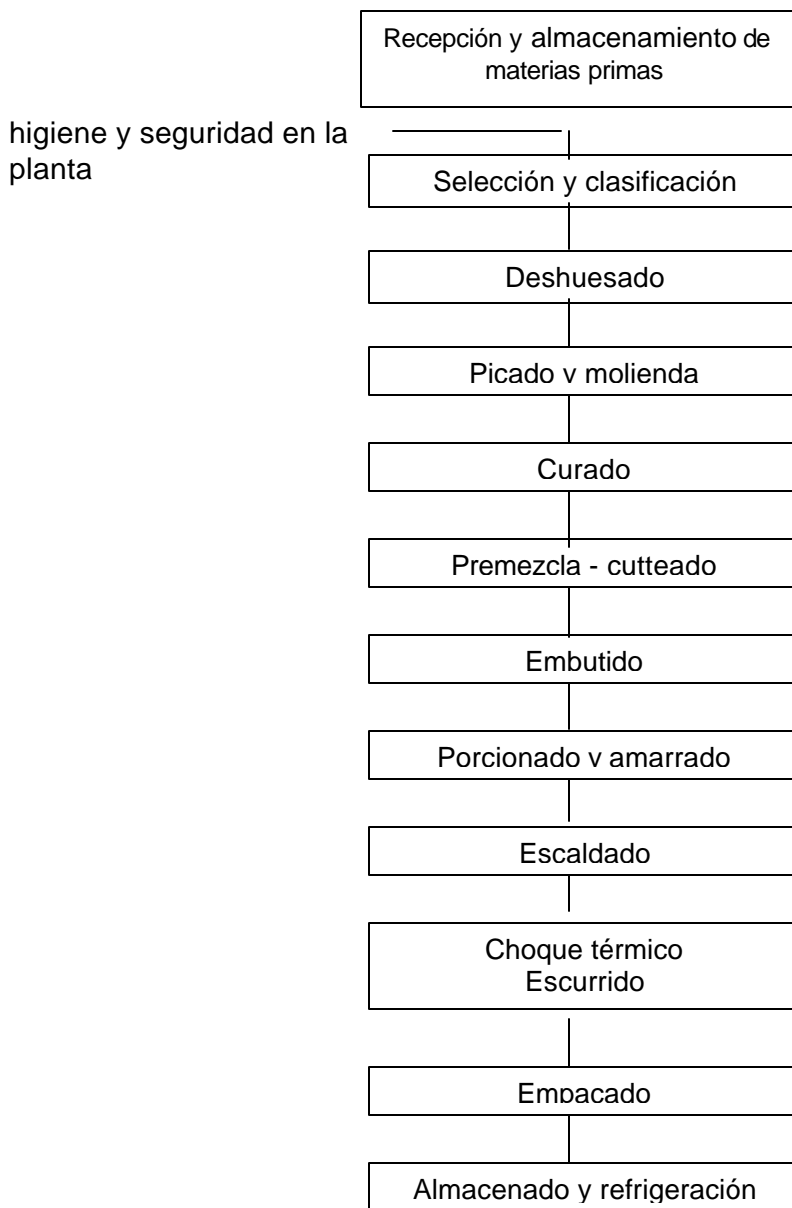 Recepción y almacenamiento de
materias primas
higiene y seguridad en la
planta
Selección y clasificación
Deshuesado
Picado y molienda
Curado
Premezcla - cutteado
Embutido
Porcionado y amarrado
Escaldado
Choque térmico
Escurrido
Empacado
Almacenado y refrigeración